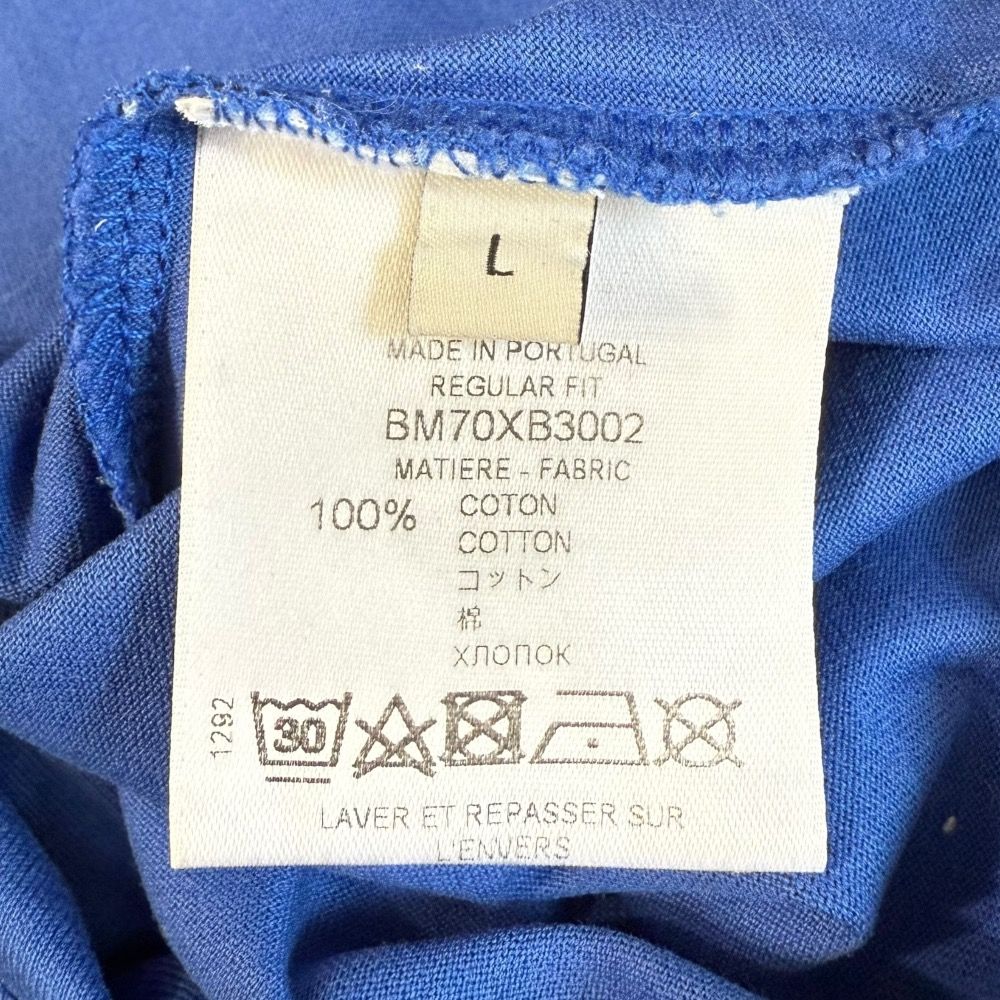 L
MADE IN PORTUGAL
REGULAR FIT
BM70XB3002
MATIERE - FABRIC
100% COTON
COTTON
コットン
棉
ХЛОПОК
1292
30
LAVER ET REPASSER SUR
L'ENVERS